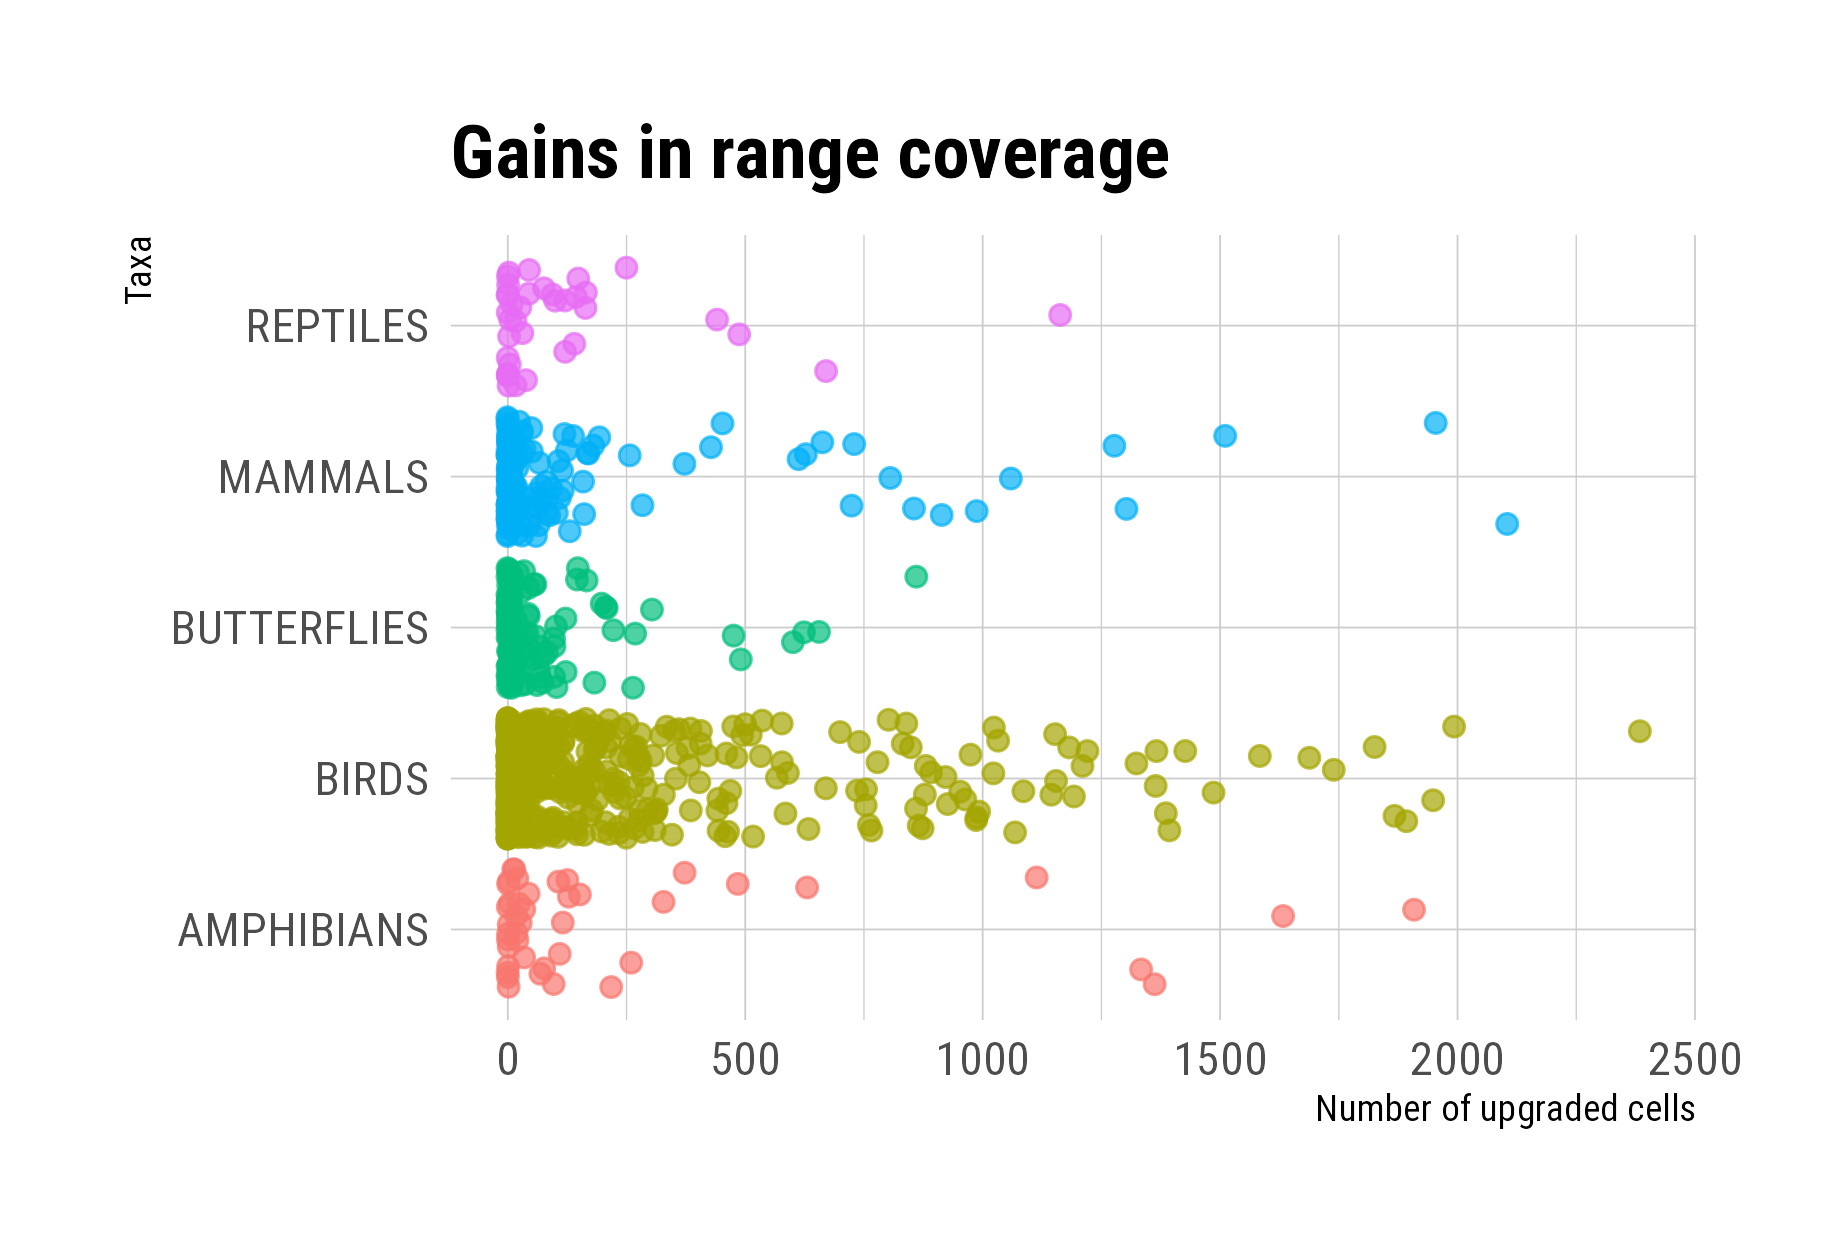 Gains in range coverage
Taxa
REPTILES
MAMMALS
BUTTERFLIES
BIRDS
AMPHIBIANS
0 500 1000 1500 2000 2500
Number of upgraded cells